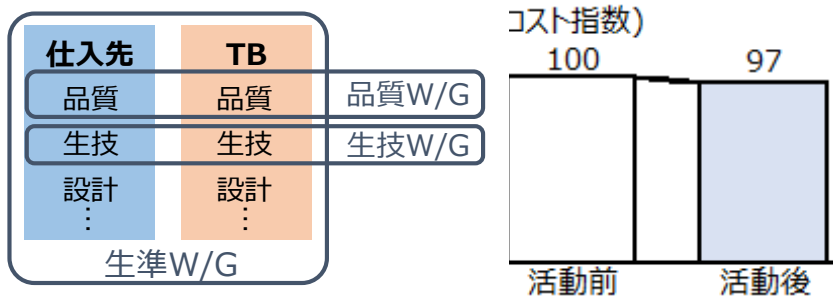 仕入先 TB
品質 品質 品質W/G
生技 生技 生技W/G
設計 設計
⋮ ⋮
生準W/G
コスト指数)
100 97
活動前 活動後